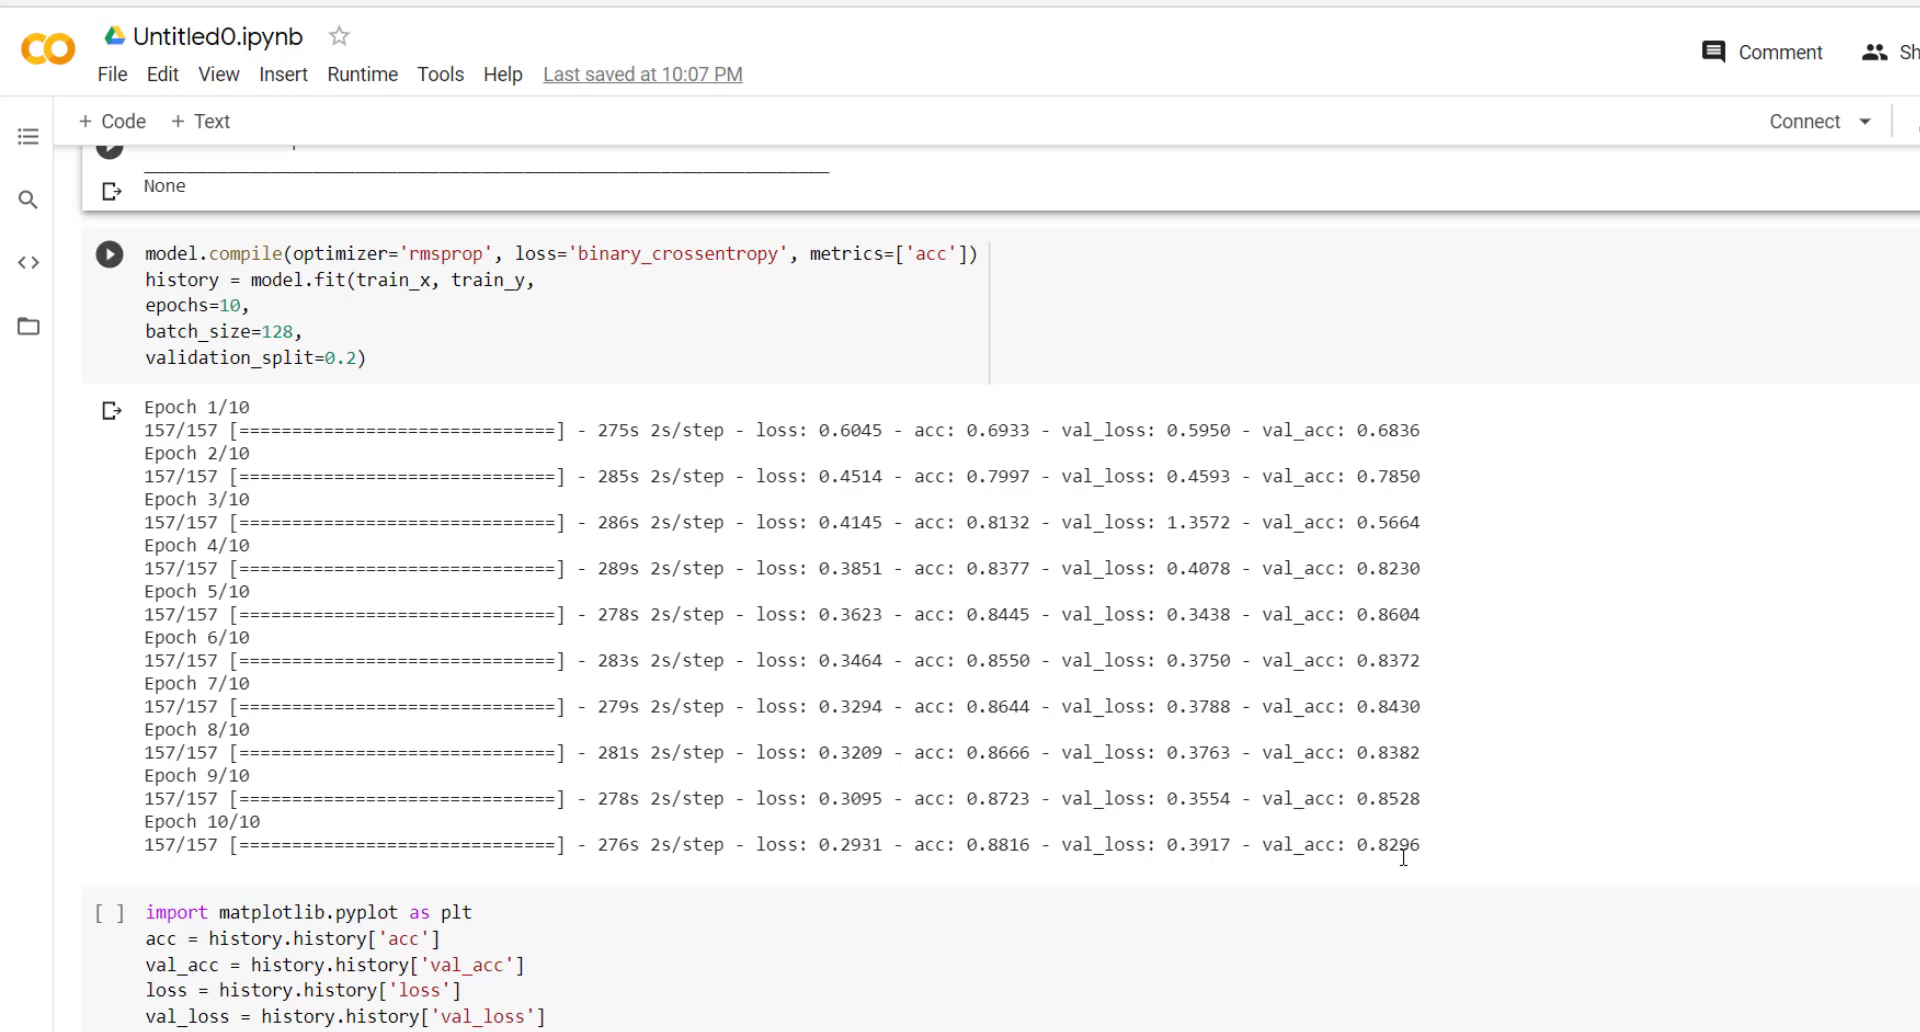 Untitled0.ipynb
Comment
Sh
File Edit View Insert Runtime Tools Help Last saved at 10:07 PM
+ Code + Text
Connect
None
model.compile(optimizer='rmsprop', loss='binary_crossentropy', metrics=['acc'])
history = model.fit(train_x, train_y,
epochs=10,
batch_size=128,
validation_split=0.2)
Epoch 1/10
157/157 [==============================] - 275s 2s/step - loss: 0.6045 - acc: 0.6933 - val_loss: 0.5950 - val_acc: 0.6836
Epoch 2/10
157/157 [==============================] - 285s 2s/step - loss: 0.4514 - acc: 0.7997 - val_loss: 0.4593 - val_acc: 0.7850
Epoch 3/10
157/157 [==============================] - 286s 2s/step - loss: 0.4145 - acc: 0.8132 - val_loss: 1.3572 - val_acc: 0.5664
Epoch 4/10
157/157 [==============================] - 289s 2s/step - loss: 0.3851 - acc: 0.8377 - val_loss: 0.4078 - val_acc: 0.8230
Epoch 5/10
157/157 [==============================] - 278s 2s/step - loss: 0.3623 - acc: 0.8445 - val_loss: 0.3438 - val_acc: 0.8604
Epoch 6/10
157/157 [==============================] - 283s 2s/step - loss: 0.3464 - acc: 0.8550 - val_loss: 0.3750 - val_acc: 0.8372
Epoch 7/10
157/157 [==============================] - 279s 2s/step - loss: 0.3294 - acc: 0.8644 - val_loss: 0.3788 - val_acc: 0.8430
Epoch 8/10
157/157 [==============================] - 281s 2s/step - loss: 0.3209 - acc: 0.8666 - val_loss: 0.3763 - val_acc: 0.8382
Epoch 9/10
157/157 [==============================] - 278s 2s/step - loss: 0.3095 - acc: 0.8723 - val_loss: 0.3554 - val_acc: 0.8528
Epoch 10/10
157/157 [==============================] - 276s 2s/step - loss: 0.2931 - acc: 0.8816 - val_loss: 0.3917 - val_acc: 0.8296
[ ] import matplotlib.pyplot as plt
acc = history.history['acc']
val_acc = history.history['val_acc']
loss = history.history['loss']
val_loss = history.history['val_loss']